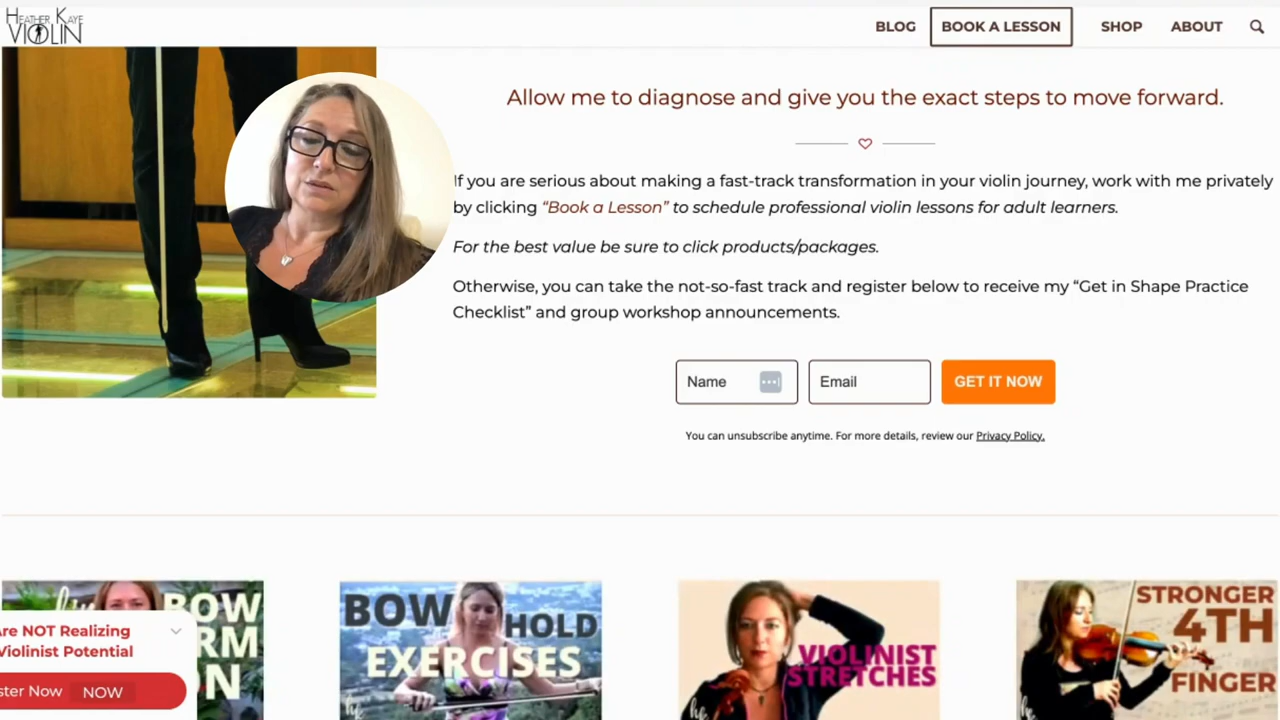 HEATHER KAYE
VIOLIN
BLOG
BOOK A LESSON
SHOP
ABOUT
Allow me to diagnose and give you the exact steps to move forward.
If you are serious about making a fast-track transformation in your violin journey, work with me privately
by clicking “Book a Lesson” to schedule professional violin lessons for adult learners.
For the best value be sure to click products/packages.
Otherwise, you can take the not-so-fast track and register below to receive my “Get in Shape Practice
Checklist” and group workshop announcements.
Name
Email
GET IT NOW
You can unsubscribe anytime. For more details, review our Privacy Policy.
BOW
BOW
HOLD
EXERCISES
VIOLINIST
STRETCHES
STRONGER
4TH
FINGER
Are NOT Realizing
Violinist Potential
NOW